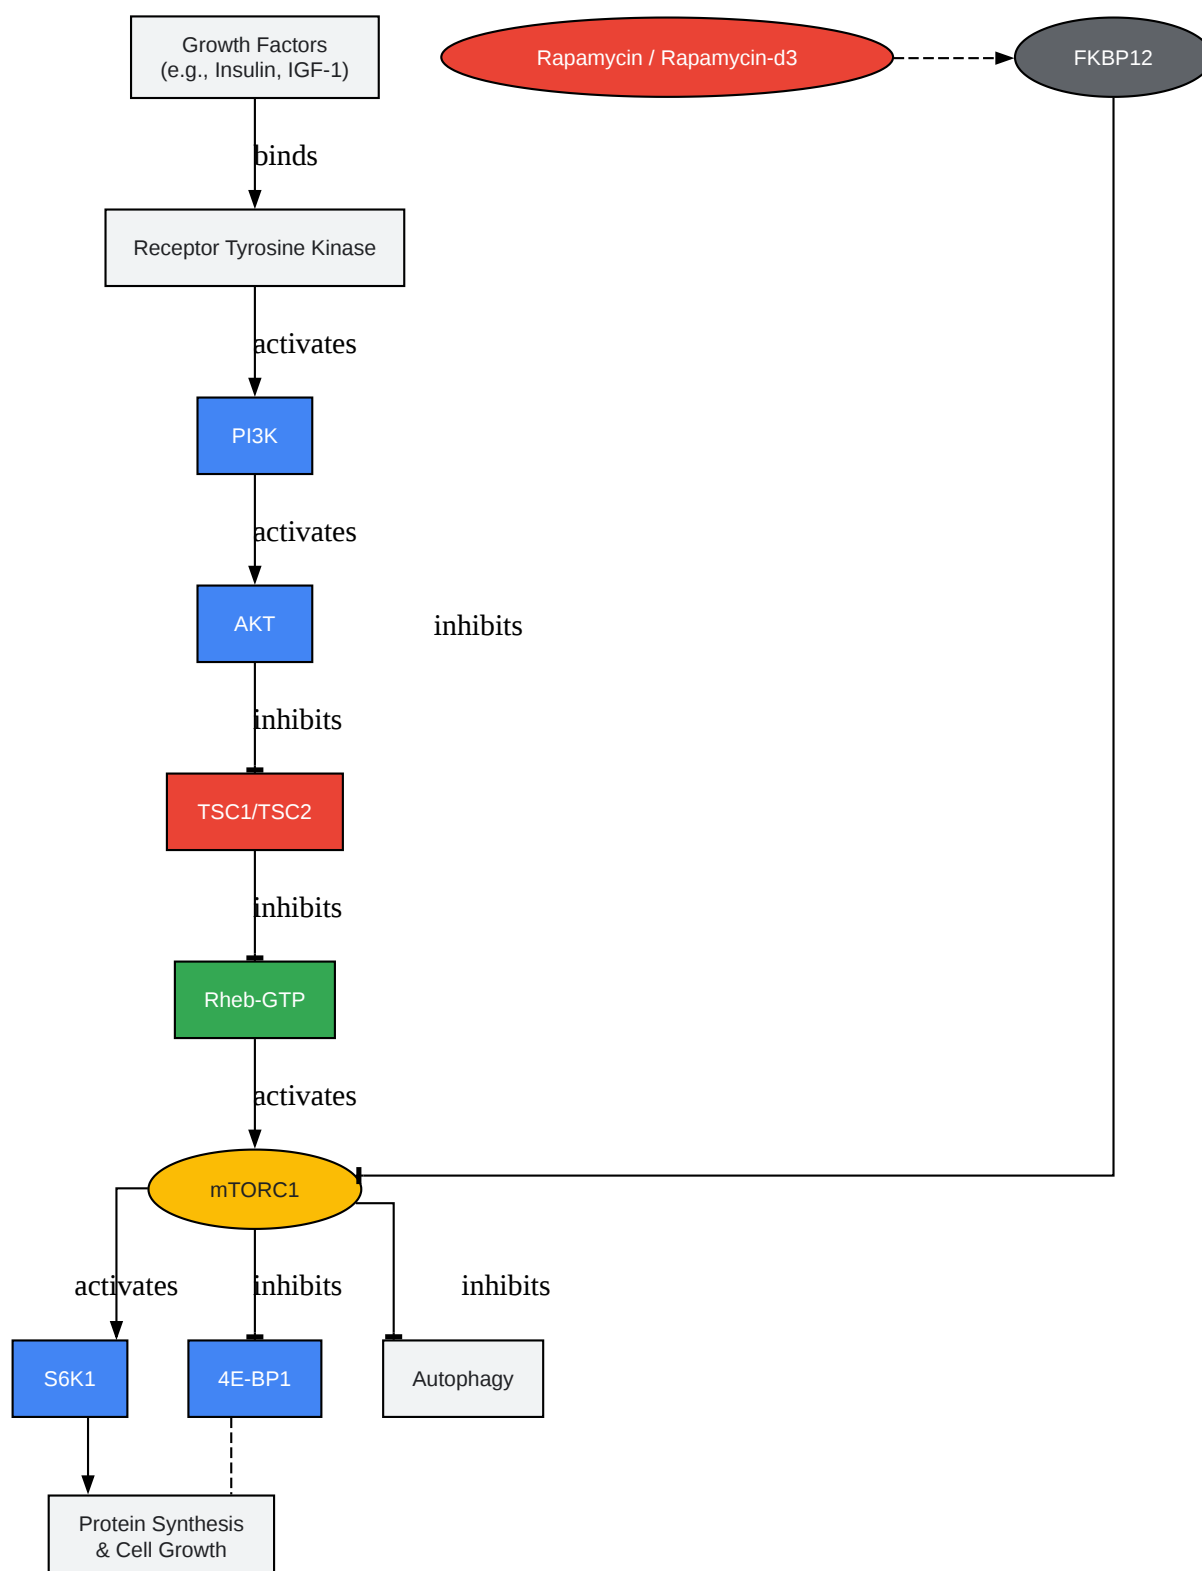 Growth Factors
(e.g., Insulin, IGF-1)
Rapamycin / Rapamycin-d3
FKBP12
binds
Receptor Tyrosine Kinase
activates
PI3K
activates
AKT
inhibits
inhibits
TSC1/TSC2
inhibits
Rheb-GTP
activates
mTORC1
activates
inhibits
inhibits
S6K1
4E-BP1
Autophagy
Protein Synthesis
& Cell Growth